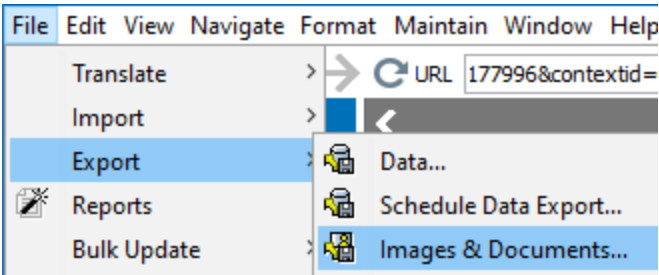 File Edit View Navigate Format Maintain Window Help
Translate
URL 177996&contextid=
Import
Export
Data...
Reports
Schedule Data Export...
Bulk Update
Images & Documents...